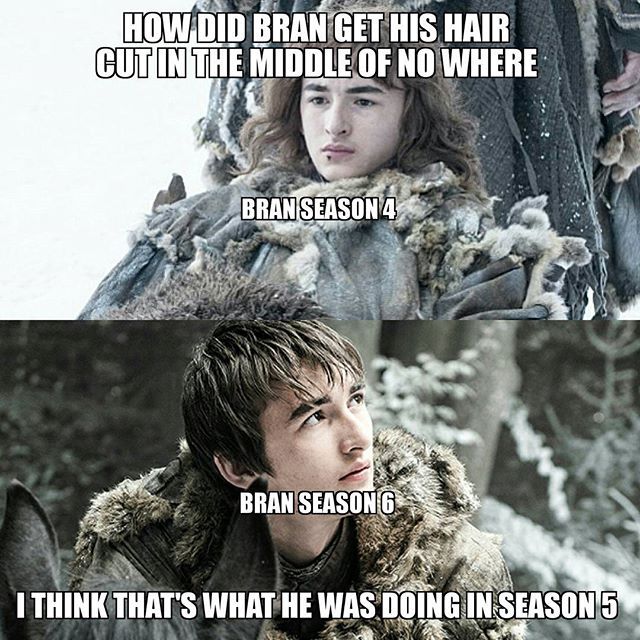 HOW DID BRAN GET HIS HAIR
CUT IN THE MIDDLE OF NO WHERE
BRAN SEASON 4
BRAN SEASON 6
I THINK THAT'S WHAT HE WAS DOING IN SEASON 5